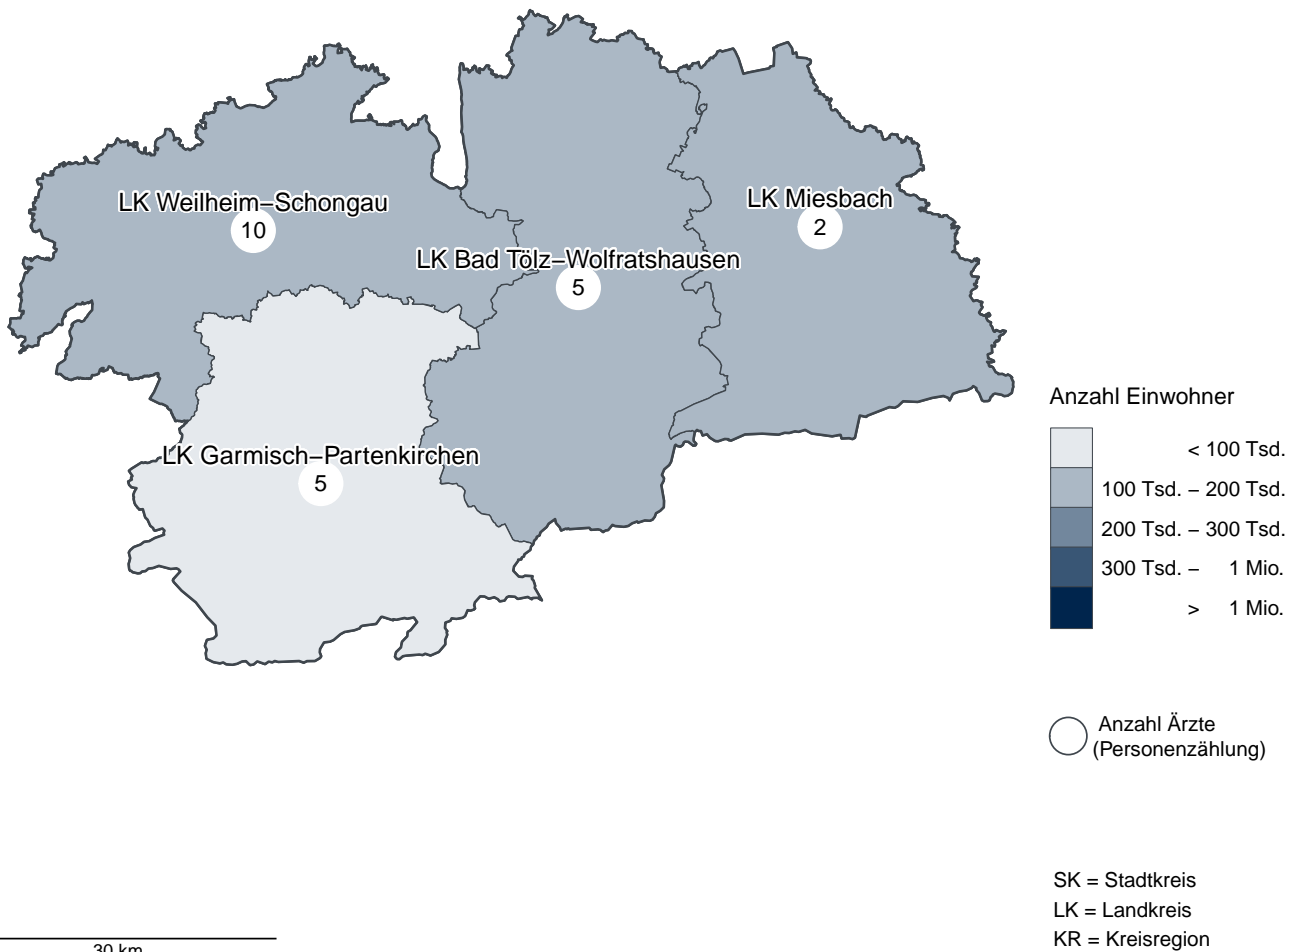 LK Weilheim–Schongau
10
LK Miesbach
2
LK Bad Tölz–Wolfratshausen
5
LK Garmisch–Partenkirchen
5
Anzahl Einwohner
< 100 Tsd.
100 Tsd. – 200 Tsd.
200 Tsd. – 300 Tsd.
300 Tsd. – 1 Mio.
> 1 Mio.
Anzahl Ärzte
(Personenzählung)
SK = Stadtkreis
LK = Landkreis
KR = Kreisregion
30 km